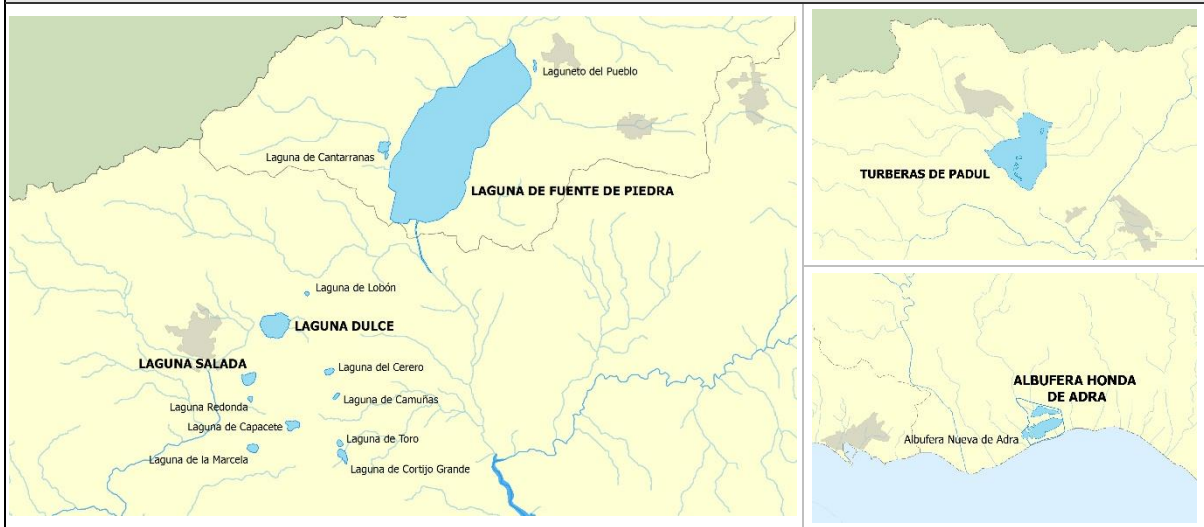 Laguneto del Pueblo
Laguna de Cantarranas
LAGUNA DE FUENTE DE PIEDRA
Laguna de Lobón
LAGUNA DULCE
LAGUNA SALADA
Laguna del Cerero
Laguna Redonda
Laguna de Camuñas
Laguna de Capacete
Laguna de Toro
Laguna de la Marcela
Laguna de Cortijo Grande
TURBERAS DE PADUL
ALBUFERA HONDA
DE ADRA
Albufera Nueva de Adra